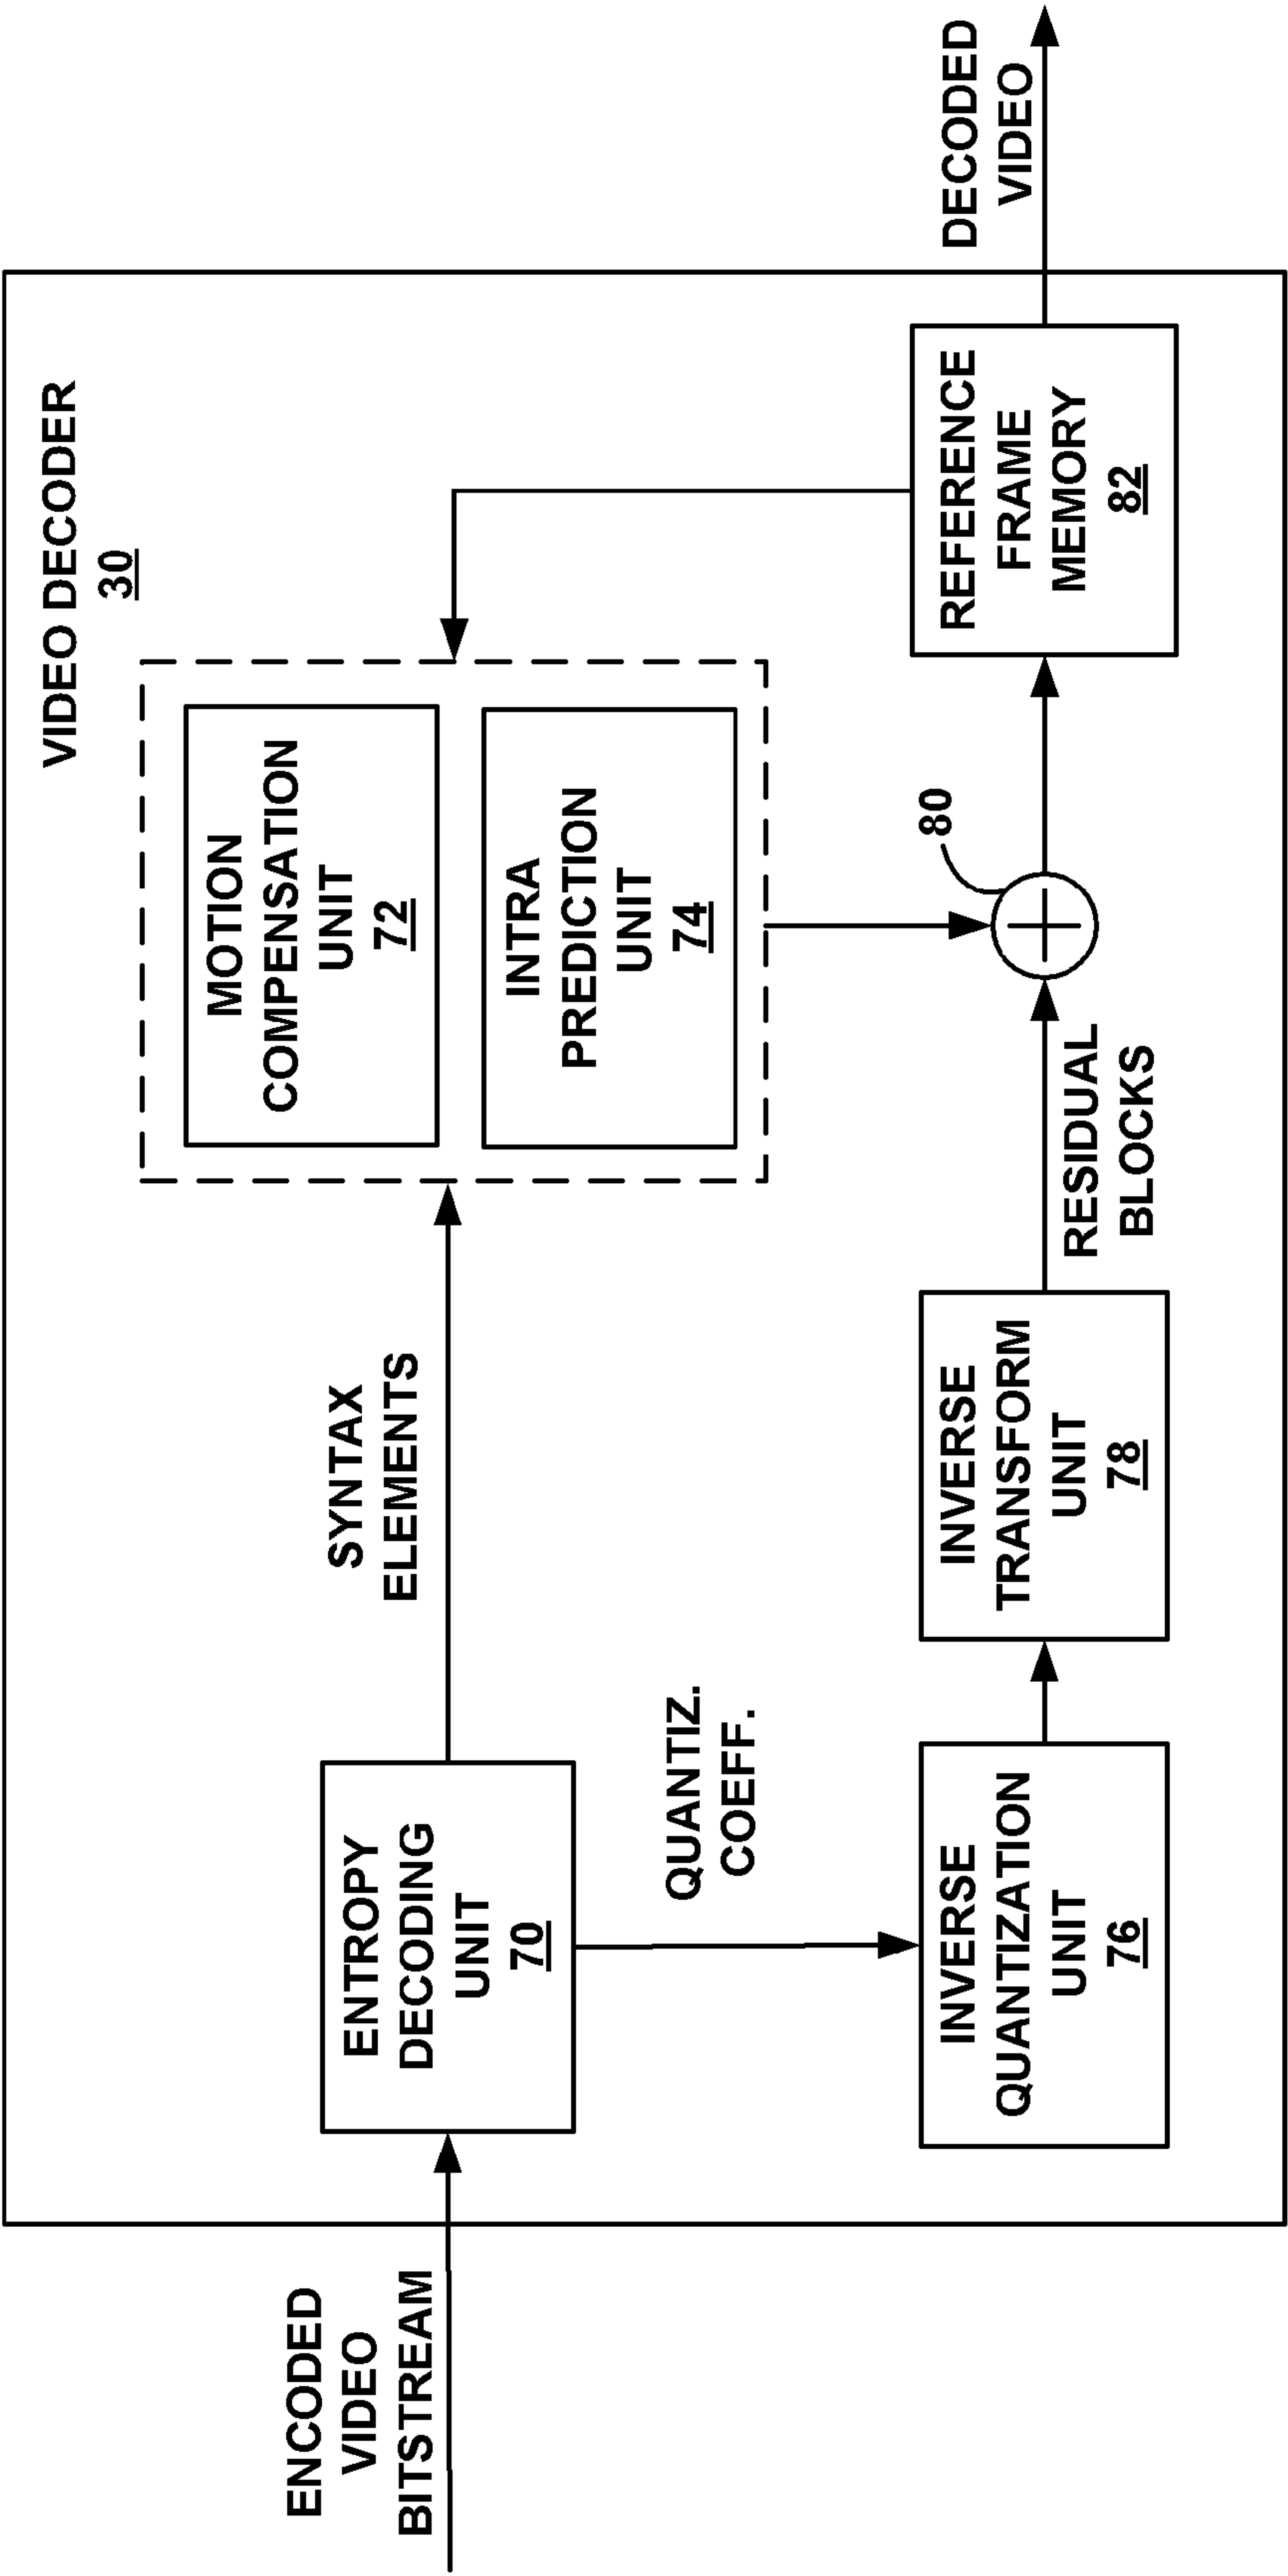 VIDEO DECODER
30
ENCODED
VIDEO
BITSTREAM
ENTROPY
DECODING
UNIT
70
SYNTAX
ELEMENTS
MOTION
COMPENSATION
UNIT
72
INTRA
PREDICTION
UNIT
74
QUANTIZ.
COEFF.
INVERSE
QUANTIZATION
UNIT
76
INVERSE
TRANSFORM
UNIT
78
RESIDUAL
BLOCKS
80
REFERENCE
FRAME
MEMORY
82
DECODED
VIDEO